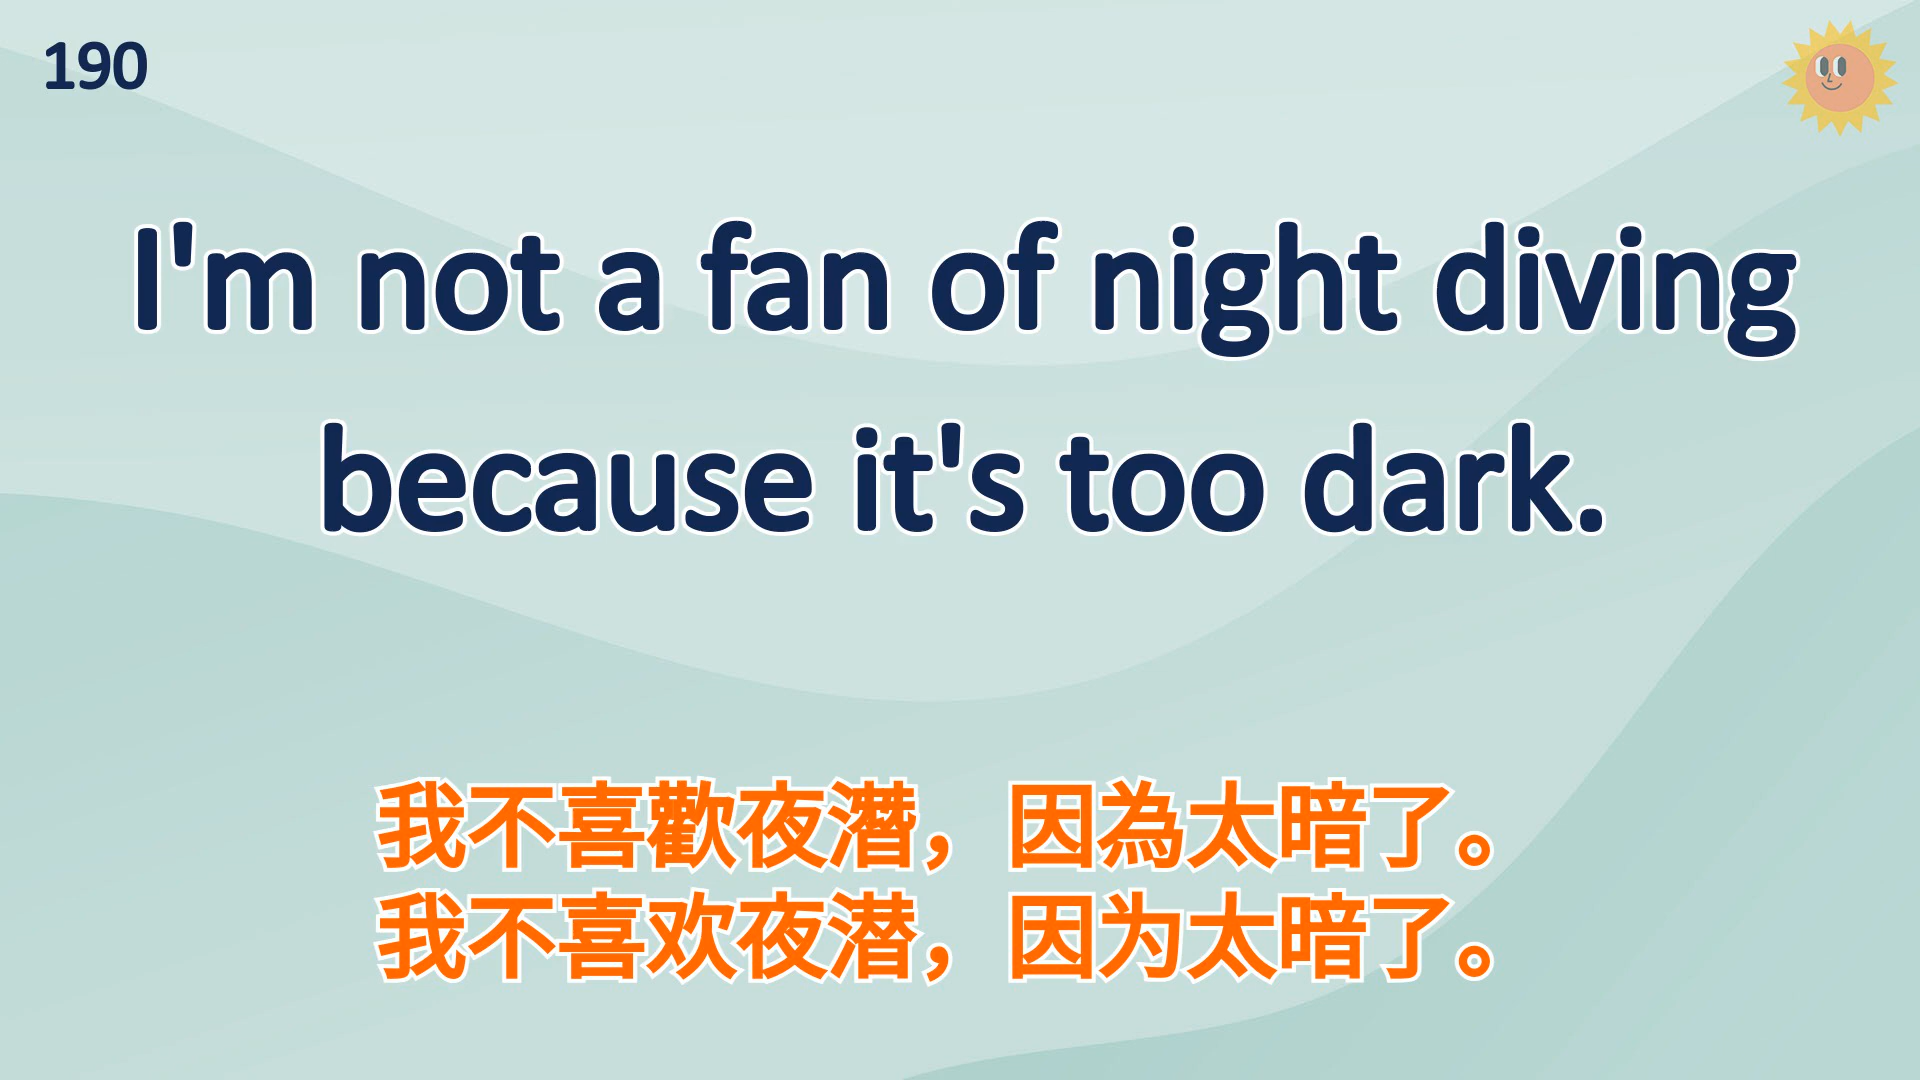 190
I'm not a fan of night diving
because it's too dark.
我不喜歡夜潛，因為太暗了。
我不喜欢夜潜，因为太暗了。